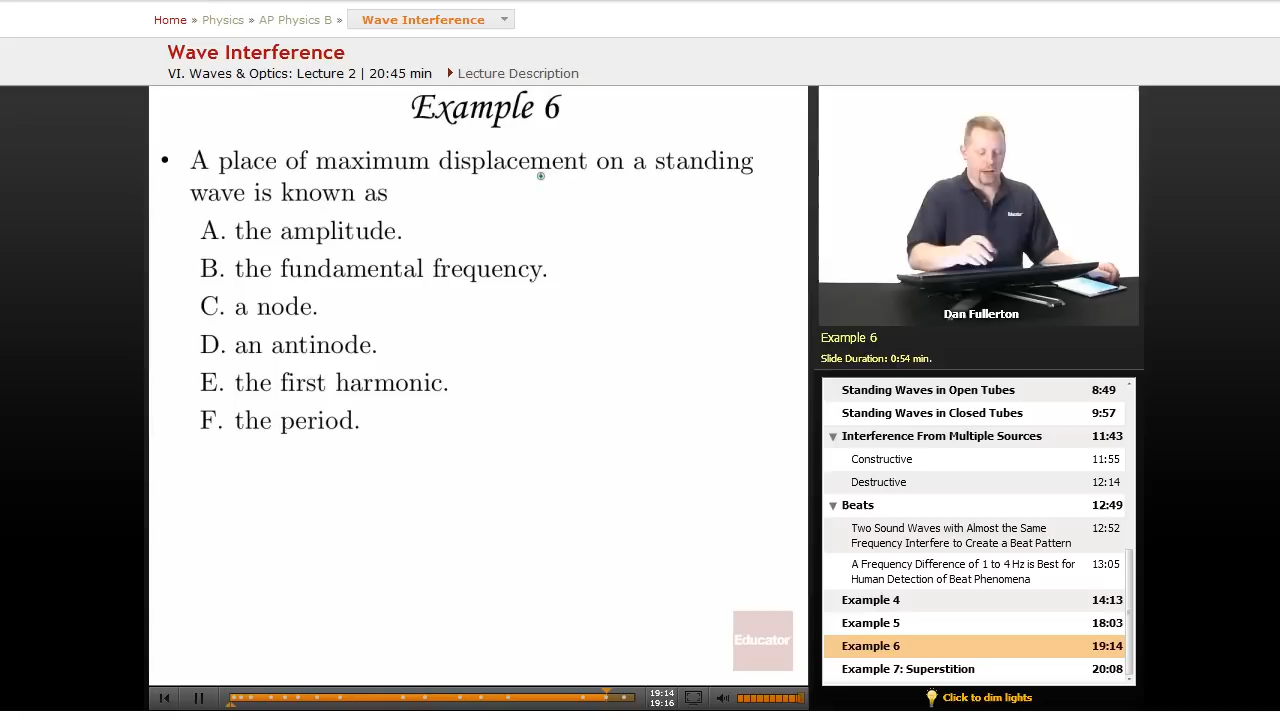 Home » Physics » AP Physics B » Wave Interference
Wave Interference
VI. Waves & Optics: Lecture 2 | 20:45 min Lecture Description
Example 6
• A place of maximum displacement on a standing
wave is known as
A. the amplitude.
B. the fundamental frequency.
C. a node.
D. an antinode.
E. the first harmonic.
F. the period.
Educator
Educator
Dan Fullerton
Example 6
Slide Duration: 0:54 min.
Standing Waves in Open Tubes 8:49
Standing Waves in Closed Tubes 9:57
Interference From Multiple Sources 11:43
Constructive 11:55
Destructive 12:14
Beats 12:49
Two Sound Waves with Almost the Same 12:52
Frequency Interfere to Create a Beat Pattern
A Frequency Difference of 1 to 4 Hz is Best for 13:05
Human Detection of Beat Phenomena
Example 4 14:13
Example 5 18:03
Example 6 19:14
Example 7: Superstition 20:08
19:14
19:16
Click to dim lights